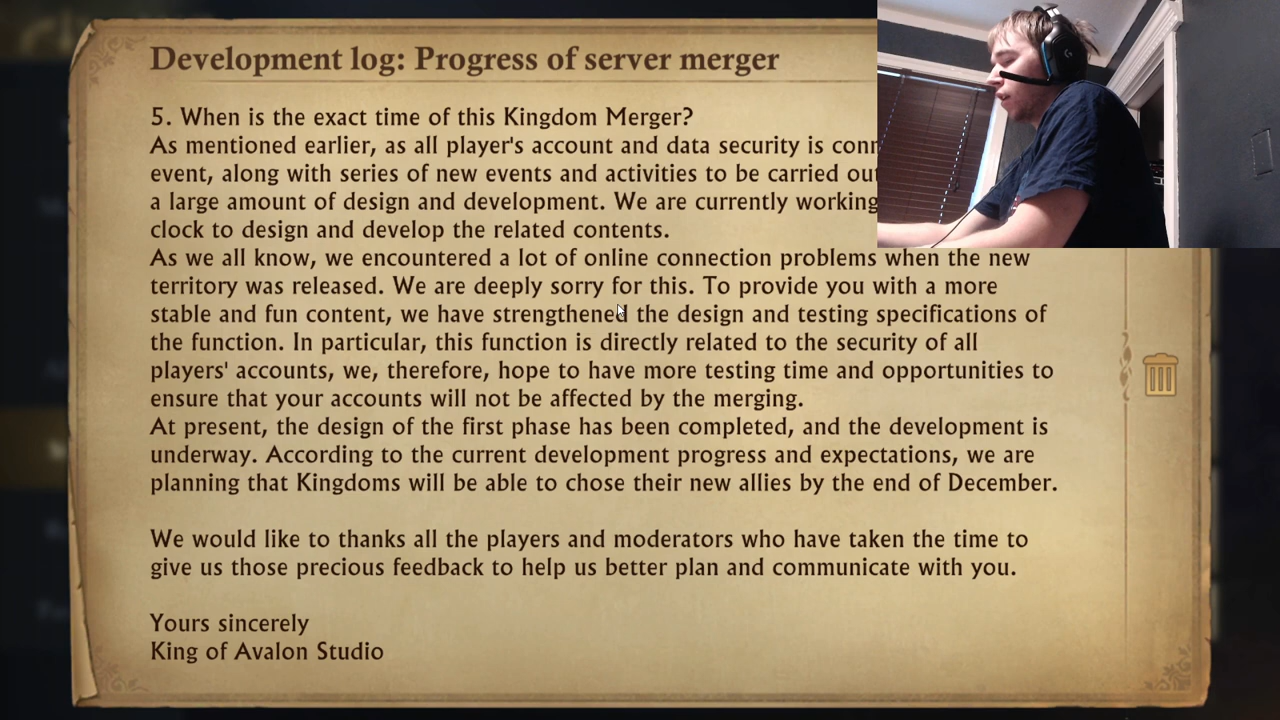 Development log: Progress of server merger
5. When is the exact time of this Kingdom Merger?
As mentioned earlier, as all player's account and data security is
event, along with series of new events and activities to be carried
a large amount of design and development. We are currently working
clock to design and develop the related contents.
As we all know, we encountered a lot of online connection problems when the new
territory was released. We are deeply sorry for this. To provide you with a more
stable and fun content, we have strengthened the design and testing specifications of
the function. In particular, this function is directly related to the security of all
players' accounts, we, therefore, hope to have more testing time and opportunities to
ensure that your accounts will not be affected by the merging.
At present, the design of the first phase has been completed, and the development is
underway. According to the current development progress and expectations, we are
planning that Kingdoms will be able to chose their new allies by the end of December.
We would like to thanks all the players and moderators who have taken the time to
give us those precious feedback to help us better plan and communicate with you.
Yours sincerely
King of Avalon Studio